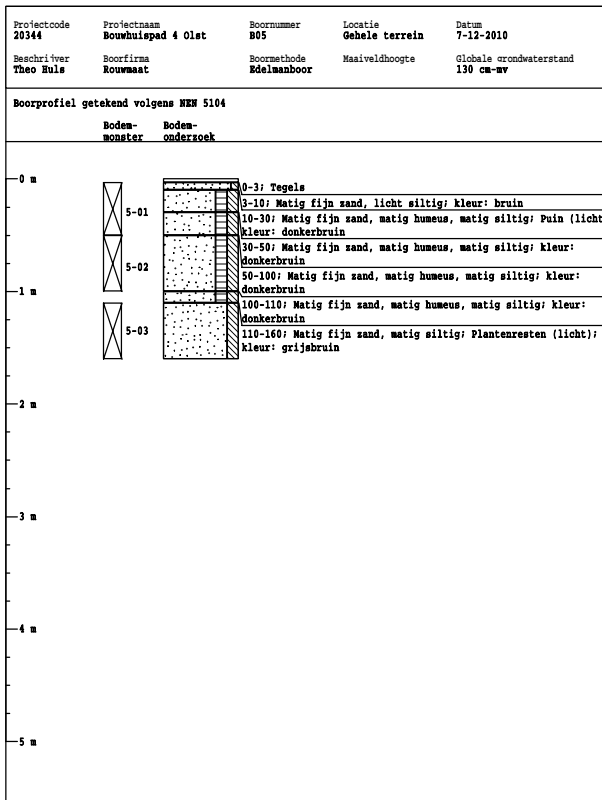 Projectcode Projectnaam Boornummer Locatie Datum
20344 Bouwhuispad 4 Olst B05 Gehele terrein 7-12-2010
Beschrijver Boorfirma Boormethode Maaiveldhoogte Globale grondwaterstand
Theo Huls Rouwmaat Edelmanboor 130 cm-mv
Boorprofiel getekend volgens NEN 5104
Bodem- Bodem-
monster onderzoek
0 m
0-3; Tegels
3-10; Matig fijn zand, licht siltig; kleur: bruin
5-01
10-30; Matig fijn zand, matig humeus, matig siltig; Puin (licht
kleur: donkerbruin
30-50; Matig fijn zand, matig humeus, matig siltig; kleur:
donkerbruin
5-02
50-100; Matig fijn zand, matig humeus, matig siltig; kleur:
donkerbruin
1 m
100-110; Matig fijn zand, matig humeus, matig siltig; kleur:
donkerbruin
5-03
110-160; Matig fijn zand, matig siltig; Plantenresten (licht);
kleur: grijsbruin
2 m
3 m
4 m
5 m